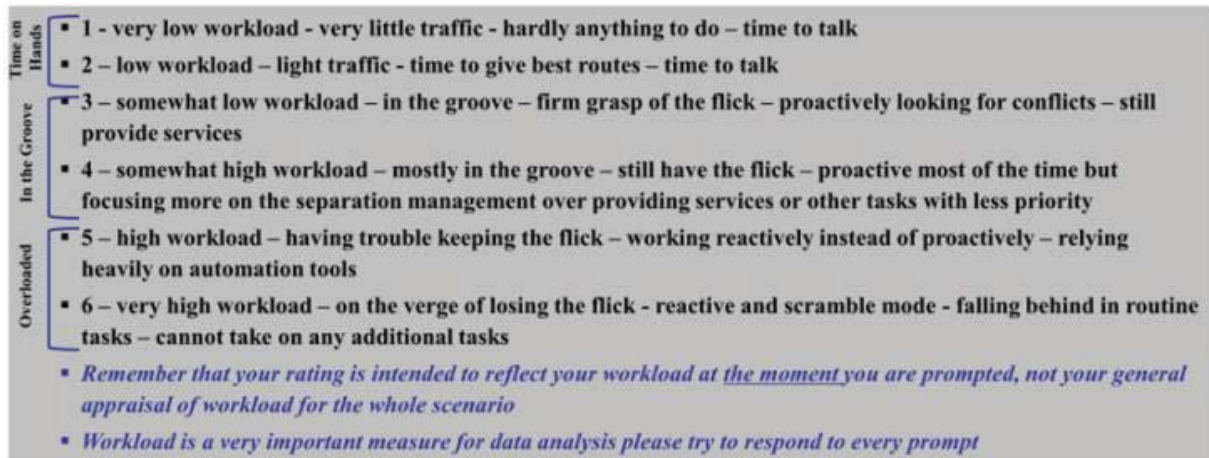 Time on
Hands
▪ 1 - very low workload - very little traffic - hardly anything to do – time to talk
▪ 2 – low workload – light traffic - time to give best routes – time to talk
In the Groove
▪ 3 – somewhat low workload – in the groove – firm grasp of the flick – proactively looking for conflicts – still
provide services
▪ 4 – somewhat high workload – mostly in the groove – still have the flick – proactive most of the time but
focusing more on the separation management over providing services or other tasks with less priority
Overloaded
▪ 5 – high workload – having trouble keeping the flick – working reactively instead of proactively – relying
heavily on automation tools
▪ 6 – very high workload – on the verge of losing the flick - reactive and scramble mode - falling behind in routine
tasks – cannot take on any additional tasks
▪ Remember that your rating is intended to reflect your workload at the moment you are prompted, not your general
appraisal of workload for the whole scenario
▪ Workload is a very important measure for data analysis please try to respond to every prompt